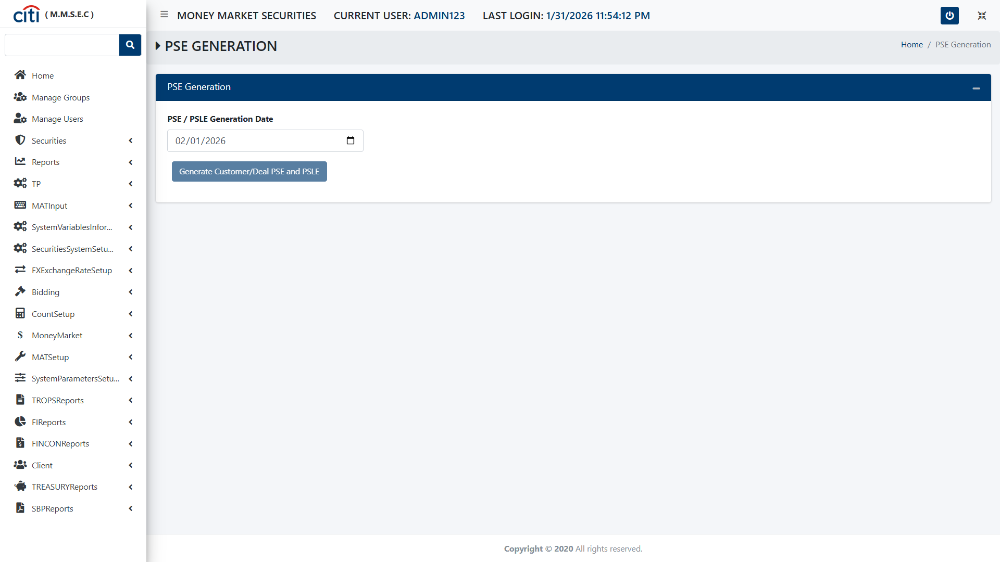 citi ( M.M.S.E.C )
MONEY MARKET SECURITIES CURRENT USER: ADMIN123 LAST LOGIN: 1/31/2026 11:54:12 PM
PSE GENERATION
Home / PSE Generation
Home
Manage Groups
Manage Users
Securities
Reports
TP
MATInput
SystemVariablesInfor...
SecuritiesSystemSetu...
FXExchangeRateSetup
Bidding
CountSetup
MoneyMarket
MATSetup
SystemParametersSetu...
TROPSReports
FIReports
FINCONReports
Client
TREASURYReports
SBPReports
PSE Generation
PSE / PSLE Generation Date
02/01/2026
Generate Customer/Deal PSE and PSLE
Copyright © 2020 All rights reserved.